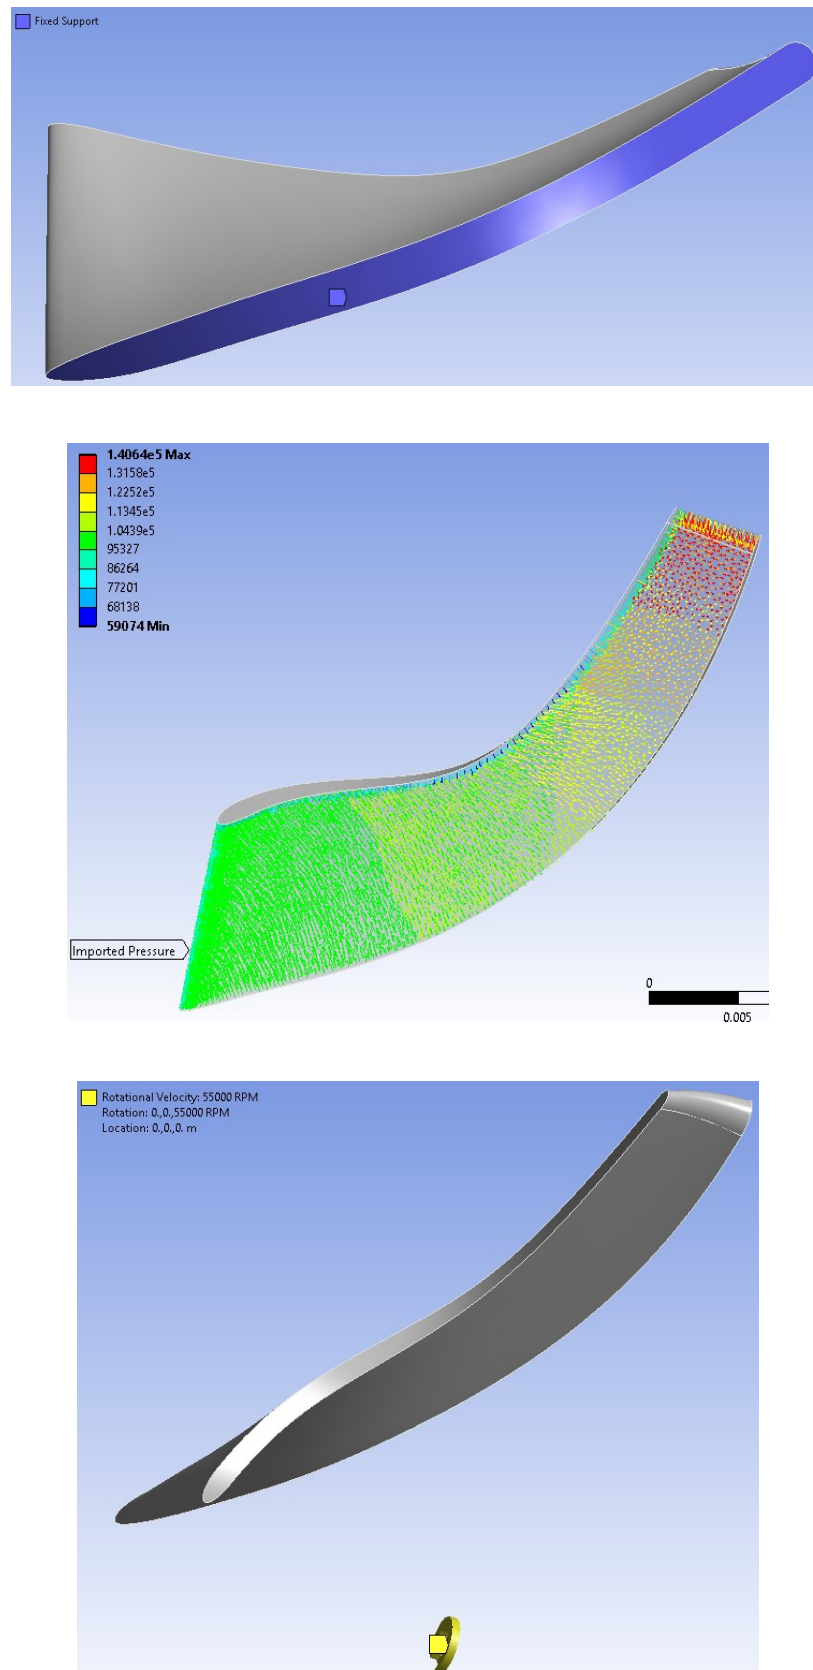 Fixed Support
1.4064e5 Max
1.3158e5
1.2252e5
1.1345e5
1.0439e5
95327
86264
77201
68138
59074 Min
Imported Pressure
0
0.005
Rotational Velocity: 55000 RPM
Rotation: 0.,0.,55000 RPM
Location: 0.,0.,0. m